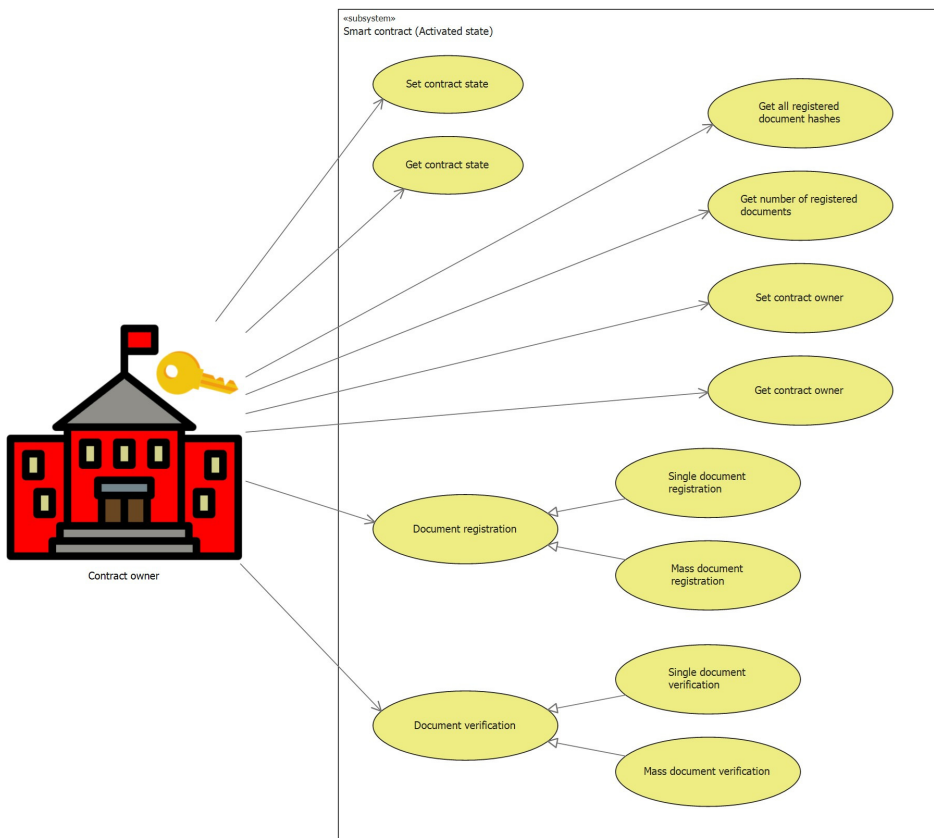 «subsystem»
Smart contract (Activated state)
Set contract state
Get all registered
document hashes
Get contract state
Get number of registered
documents
Set contract owner
Get contract owner
Single document
registration
Document registration
Mass document
registration
Contract owner
Single document
verification
Document verification
Mass document verification